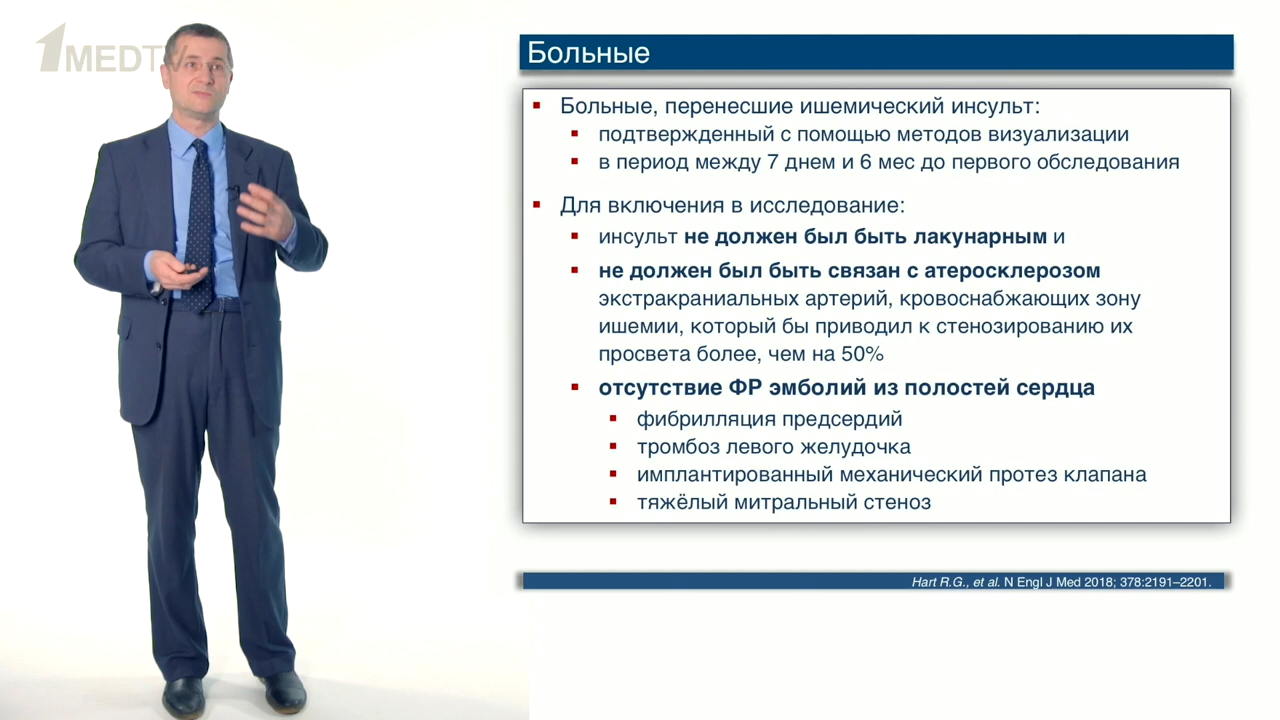 1MEDTV
Больные
Больные, перенесшие ишемический инсульт:
подтвержденный с помощью методов визуализации
в период между 7 днем и 6 мес до первого обследования
Для включения в исследование:
инсульт не должен был быть лакунарным и
не должен был быть связан с атеросклерозом
экстракраниальных артерий, кровоснабжающих зону
ишемии, который бы приводил к стенозированию их
просвета более, чем на 50%
отсутствие ФР эмболий из полостей сердца
фибрилляция предсердий
тромбоз левого желудочка
имплантированный механический протез клапана
тяжёлый митральный стеноз
Hart R.G., et al. N Engl J Med 2018; 378:2191–2201.